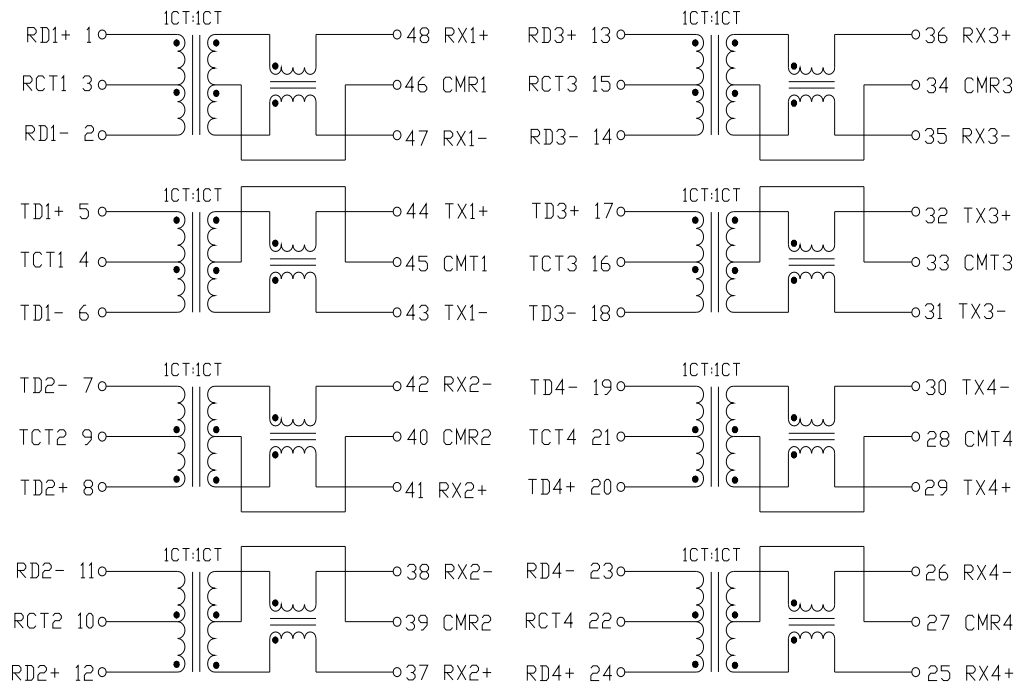 1CT:1CT
RD1+ 1 48 RX1+
RCT1 3 46 CMR1
RD1- 2 47 RX1-
1CT:1CT
TD1+ 5 44 TX1+
TCT1 4 45 CMT1
TD1- 6 43 TX1-
1CT:1CT
TD2- 7 42 RX2-
TCT2 9 40 CMR2
TD2+ 8 41 RX2+
1CT:1CT
RD2- 11 38 RX2-
RCT2 10 39 CMR2
RD2+ 12 37 RX2+
1CT:1CT
RD3+ 13 36 RX3+
RCT3 15 34 CMR3
RD3- 14 35 RX3-
1CT:1CT
TD3+ 17 32 TX3+
TCT3 16 33 CMT3
TD3- 18 31 TX3-
1CT:1CT
TD4- 19 30 TX4-
TCT4 21 28 CMT4
TD4+ 20 29 TX4+
1CT:1CT
RD4- 23 26 RX4-
RCT4 22 27 CMR4
RD4+ 24 25 RX4+